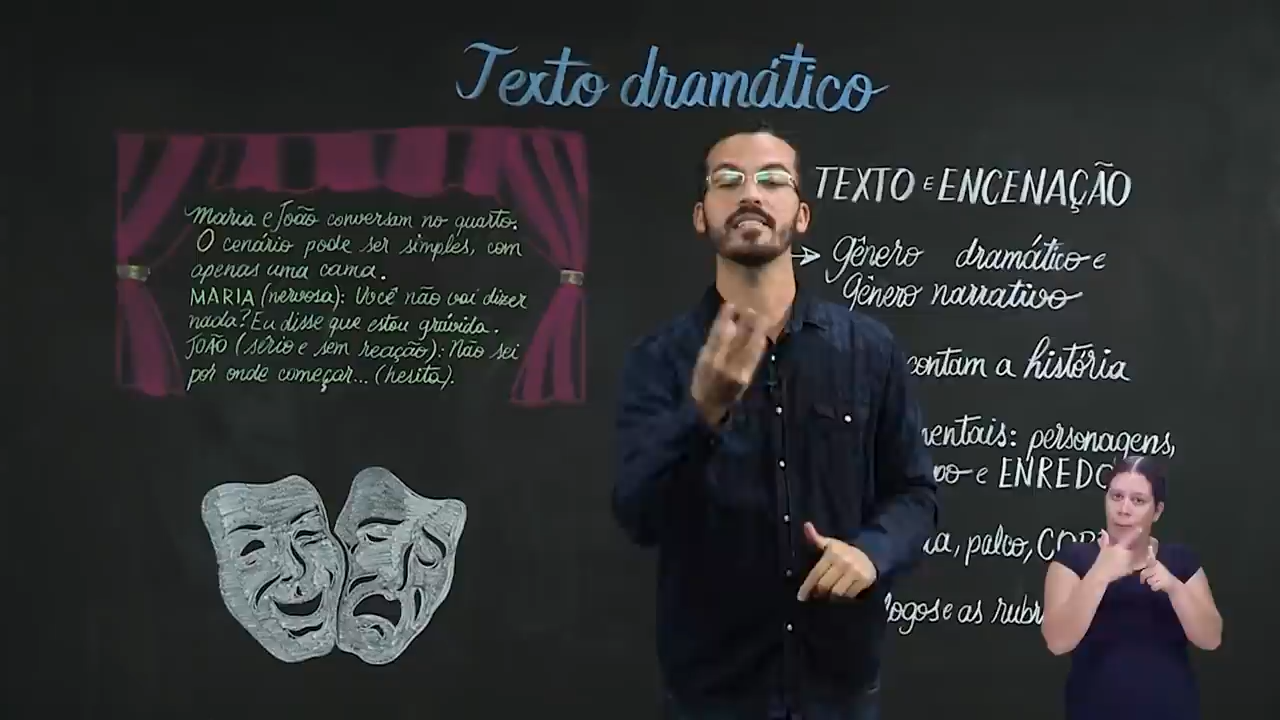 Texto dramático
Maria e João conversam no quarto.
O cenário pode ser simples, com
apenas uma cama.
MARIA (nervosa): Você não vai dizer
nada? Eu disse que estou grávida.
JOÃO (sério e sem reação): Não sei
por onde começar... (hesita).
TEXTO E ENCENAÇÃO
→ Gênero dramático e
Gênero narrativo
contam a história
personagens,
e ENREDO
palco,
e as